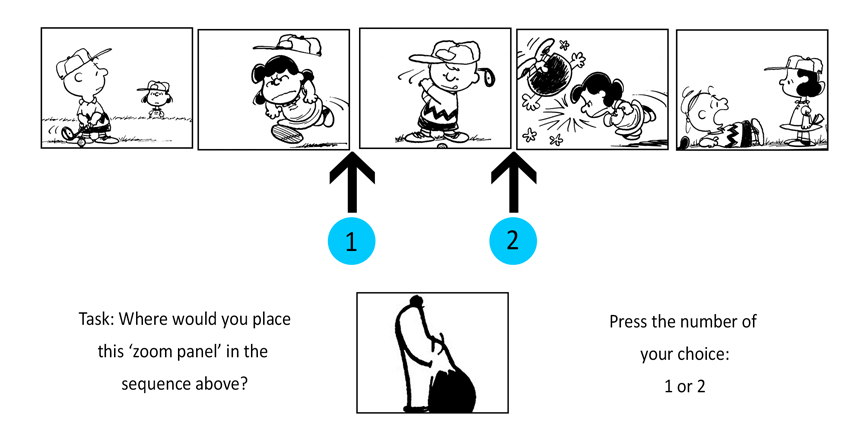 1
2
Task: Where would you place
this ‘zoom panel’ in the
sequence above?
Press the number of
your choice:
1 or 2